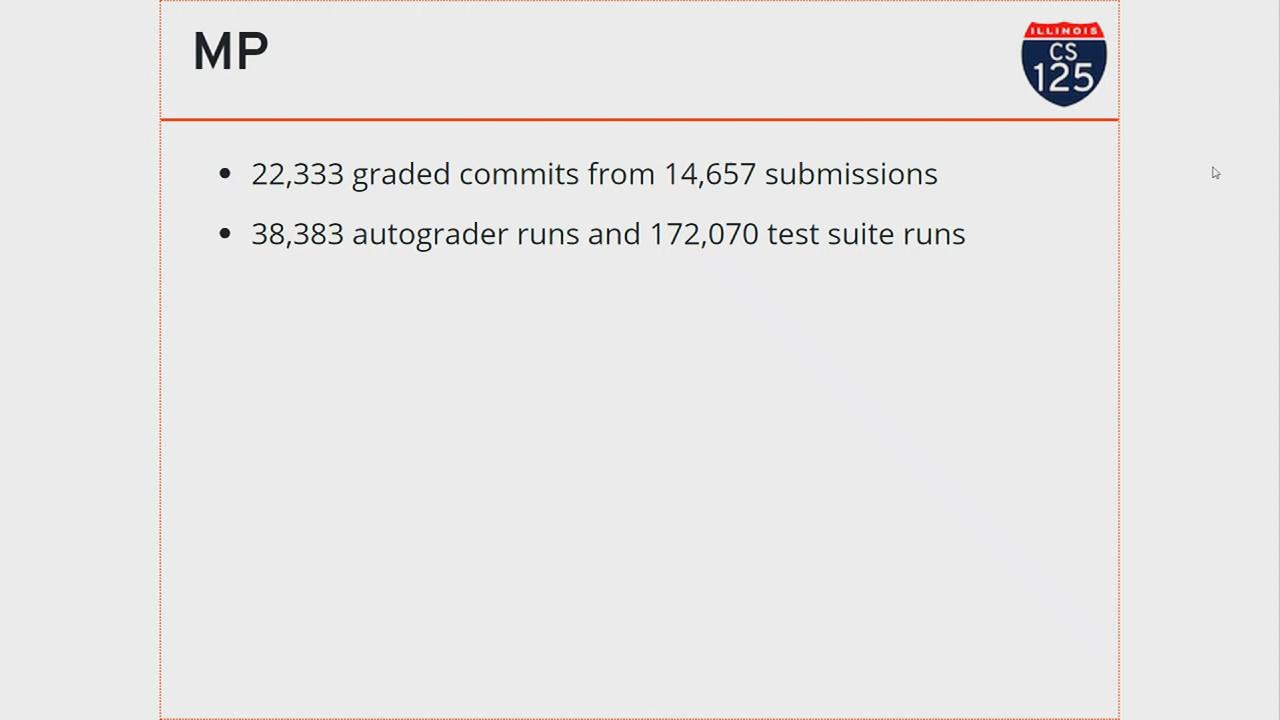 MP
ILLINOIS
CS
125
22,333 graded commits from 14,657 submissions
38,383 autograder runs and 172,070 test suite runs